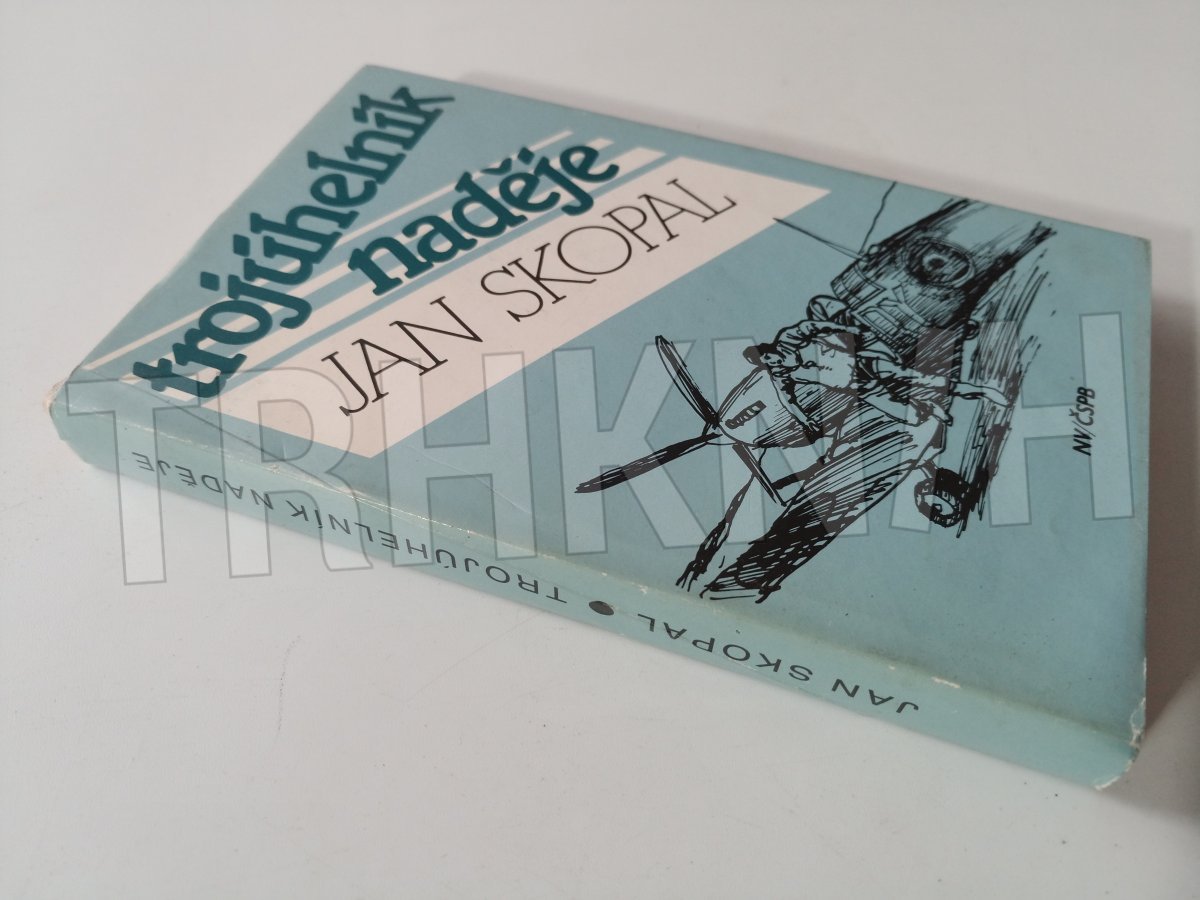 trojúhelník
naděje
JAN SKOPAL
NV/ČSPB
JAN SKOPAL ● TROJÚHELNÍK NADĚJE
TRHKNIH